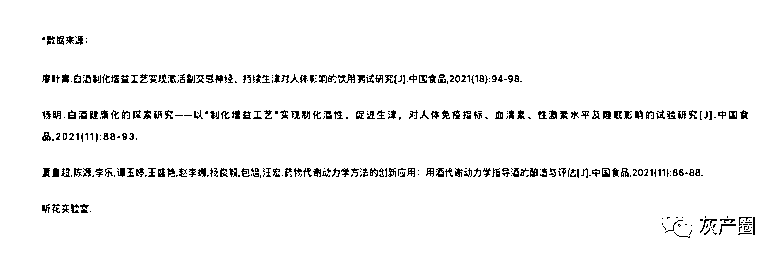 *数据来源：
廖叶青.白酒制化增益工艺实现激活副交感神经、持续生津对人体影响的饮用测试研究[J].中国食品,2021(18):94-98.
杨明.白酒健康化的探索研究——以“制化增益工艺”实现制化温性，促进生津，对人体免疫指标、血清素、性激素水平及睡眠影响的试验研究[J].中国食
品,2021(11):88-93.
夏童超,陈源,李乐,谭玉婷,王盛艳,赵李娜,杨俊毅,包旭,汪宏.药物代谢动力学方法的创新应用：用酒代谢动力学指导酒的酿造与评估[J].中国食品,2021(11):86-88.
听花实验室.
灰产圈